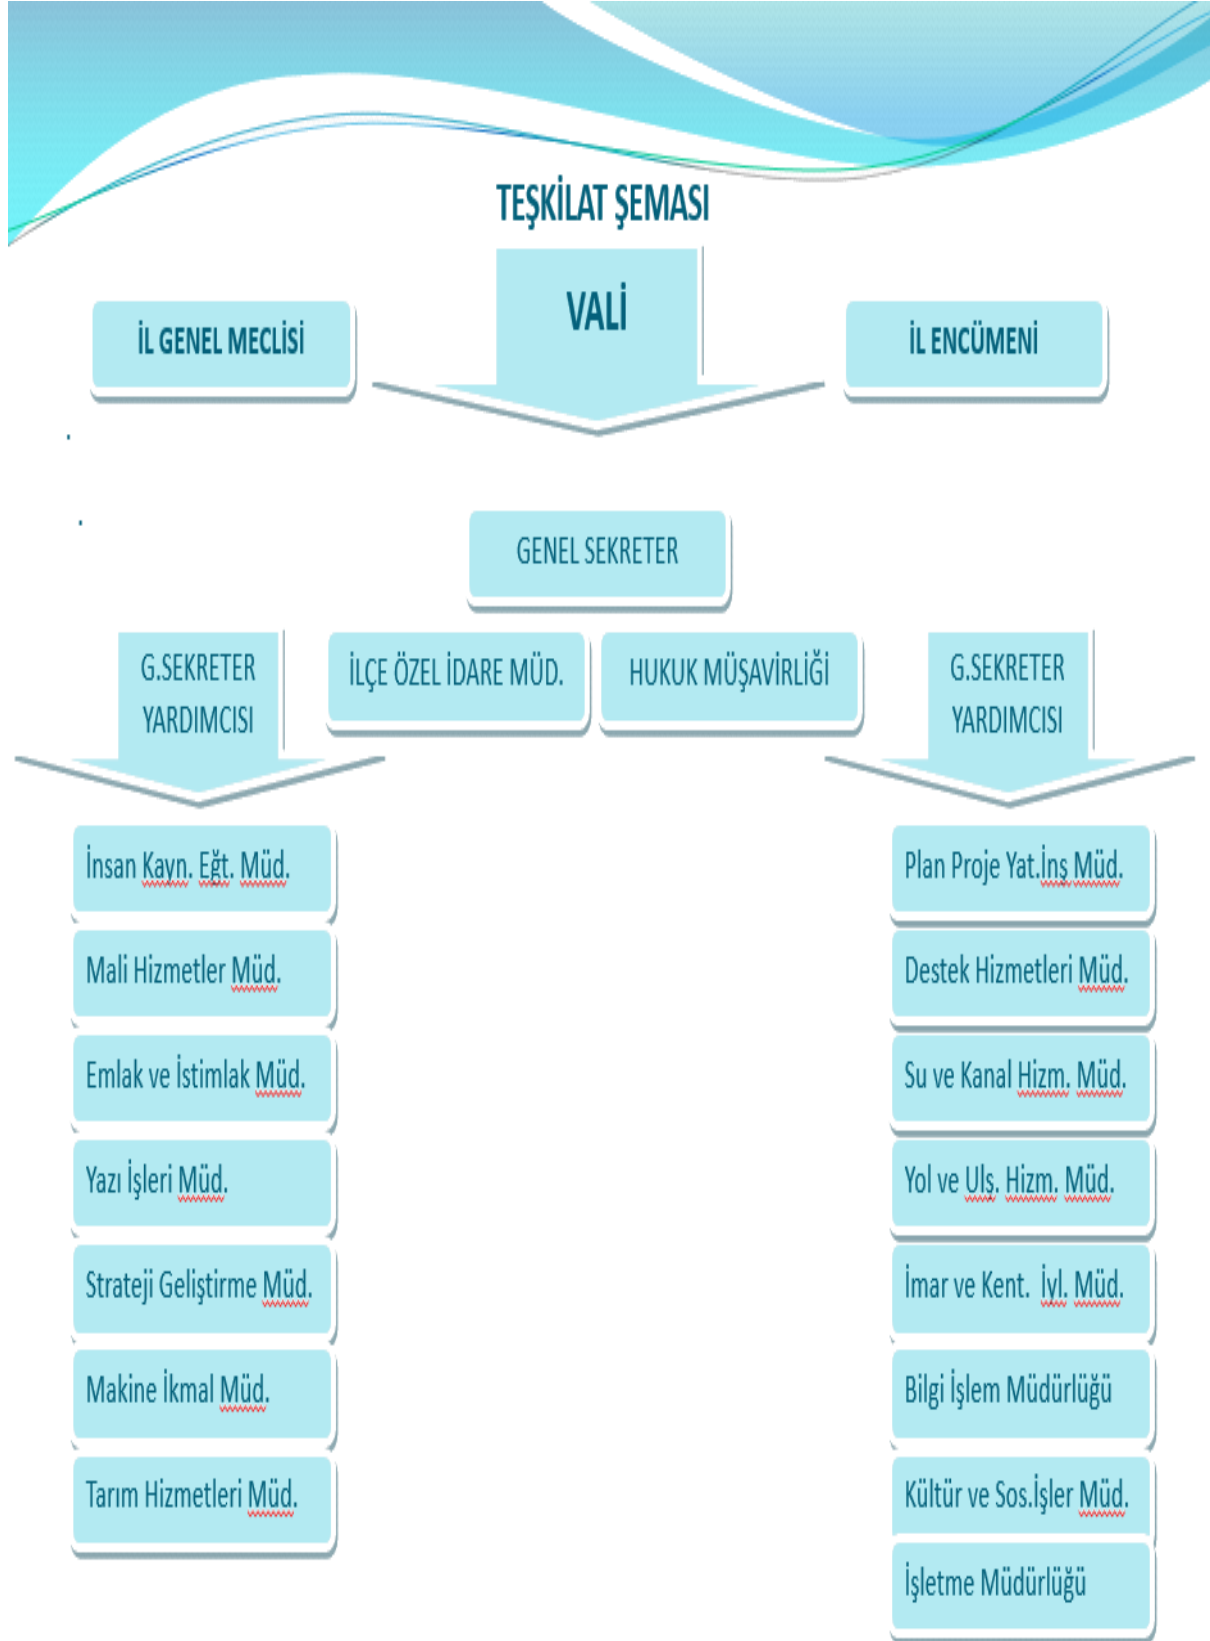 TEŞKİLAT ŞEMASI
VALİ
İL GENEL MECLİSİ
İL ENCÜMENİ
GENEL SEKRETER
G.SEKRETER
YARDIMCISI
İLÇE ÖZEL İDARE MÜD.
HUKUK MÜŞAVİRLİĞİ
G.SEKRETER
YARDIMCISI
İnsan Kayn. Eğt. Müd.
Mali Hizmetler Müd.
Emlak ve İstimlak Müd.
Yazı İşleri Müd.
Strateji Geliştirme Müd.
Makine İkmal Müd.
Tarım Hizmetleri Müd.
Plan Proje Yat.İnş Müd.
Destek Hizmetleri Müd.
Su ve Kanal Hizm. Müd.
Yol ve Ulş. Hizm. Müd.
İmar ve Kent. İyl. Müd.
Bilgi İşlem Müdürlüğü
Kültür ve Sos.İşler Müd.
İşletme Müdürlüğü